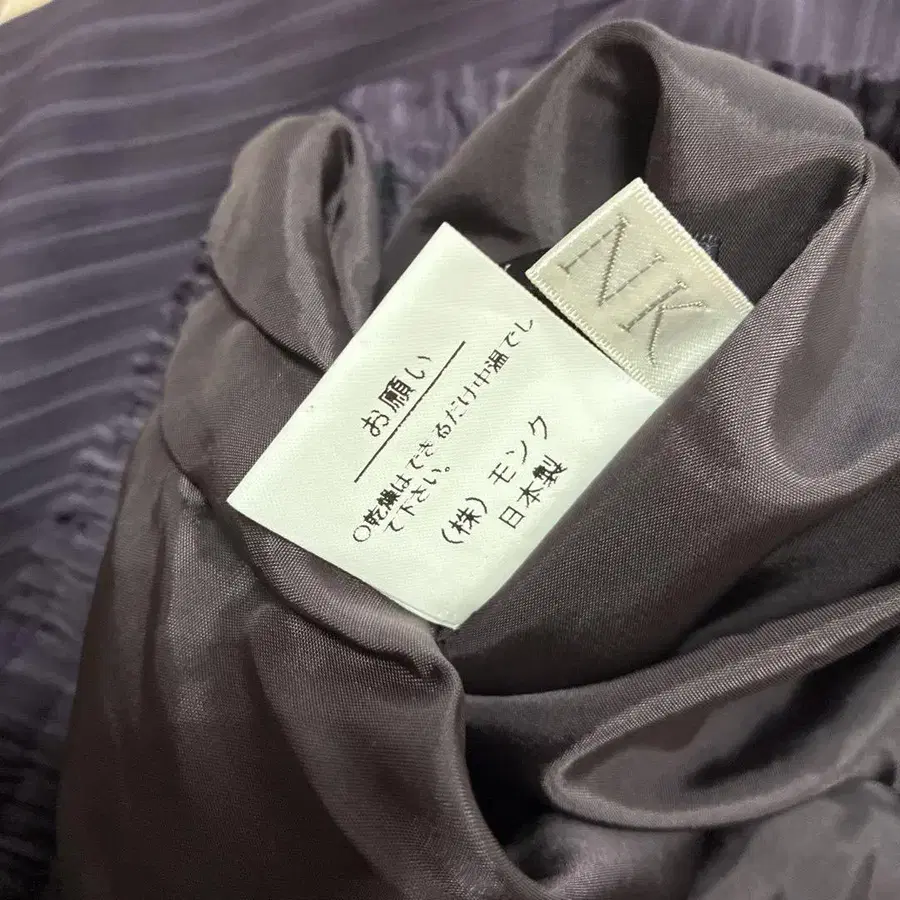 NK
お願い
○乾燥はできるだけ中温でし
て下さい。
(株) モンク
日本製